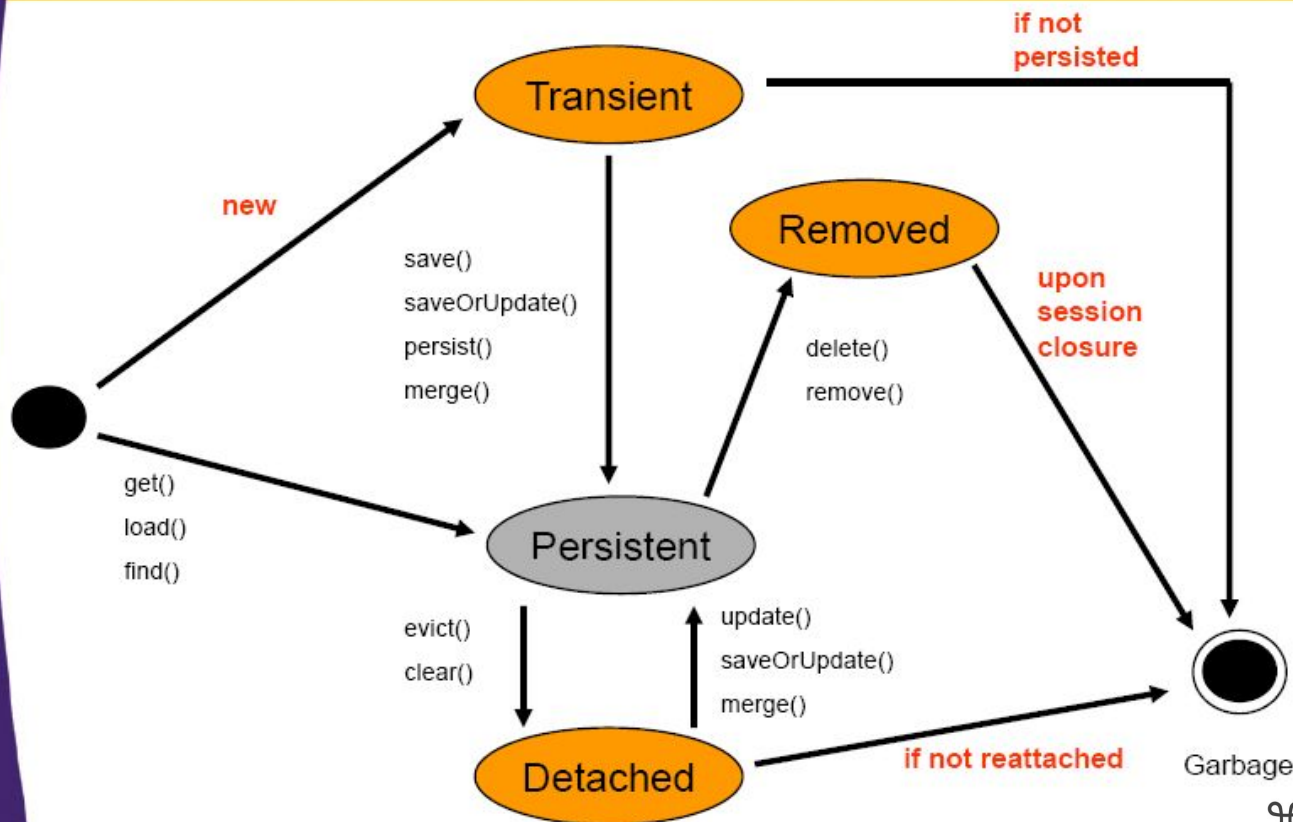 if not
persisted
Transient
new
Removed
save()
saveOrUpdate()
persist()
merge()
upon
session
closure
delete()
remove()
get()
load()
find()
Persistent
evict()
clear()
update()
saveOrUpdate()
merge()
Detached
if not reattached
Garbage